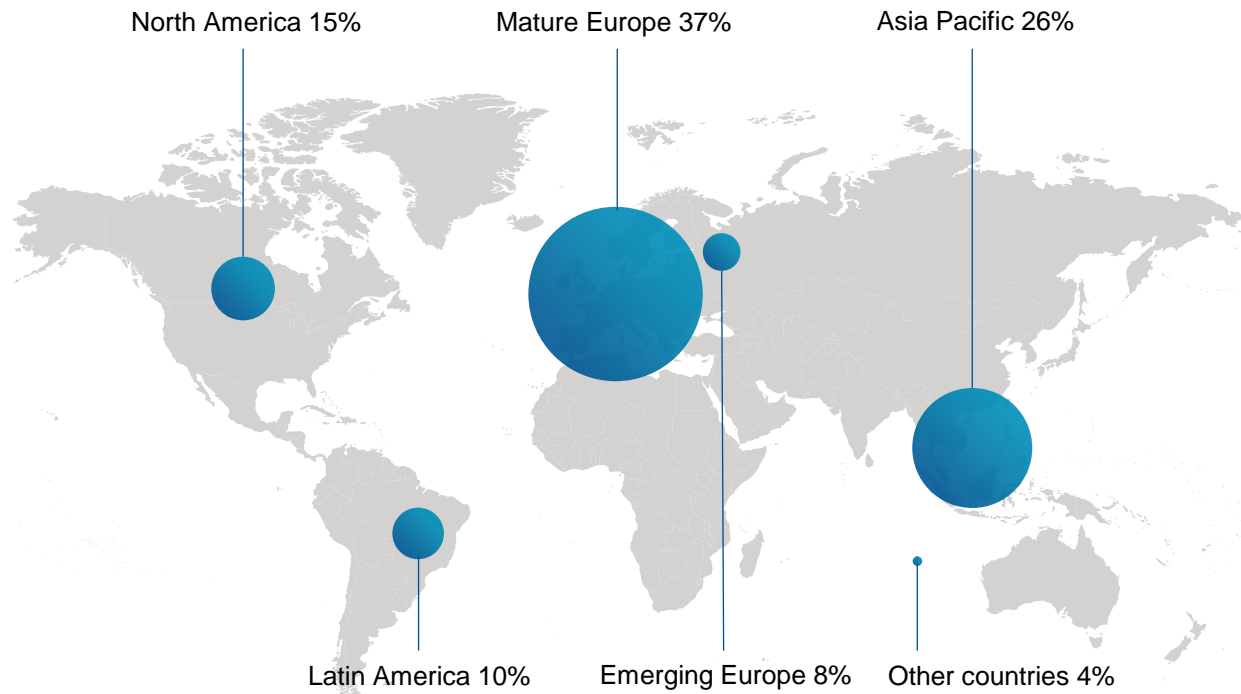 North America 15%
Mature Europe 37%
Asia Pacific 26%
Latin America 10%
Emerging Europe 8%
Other countries 4%